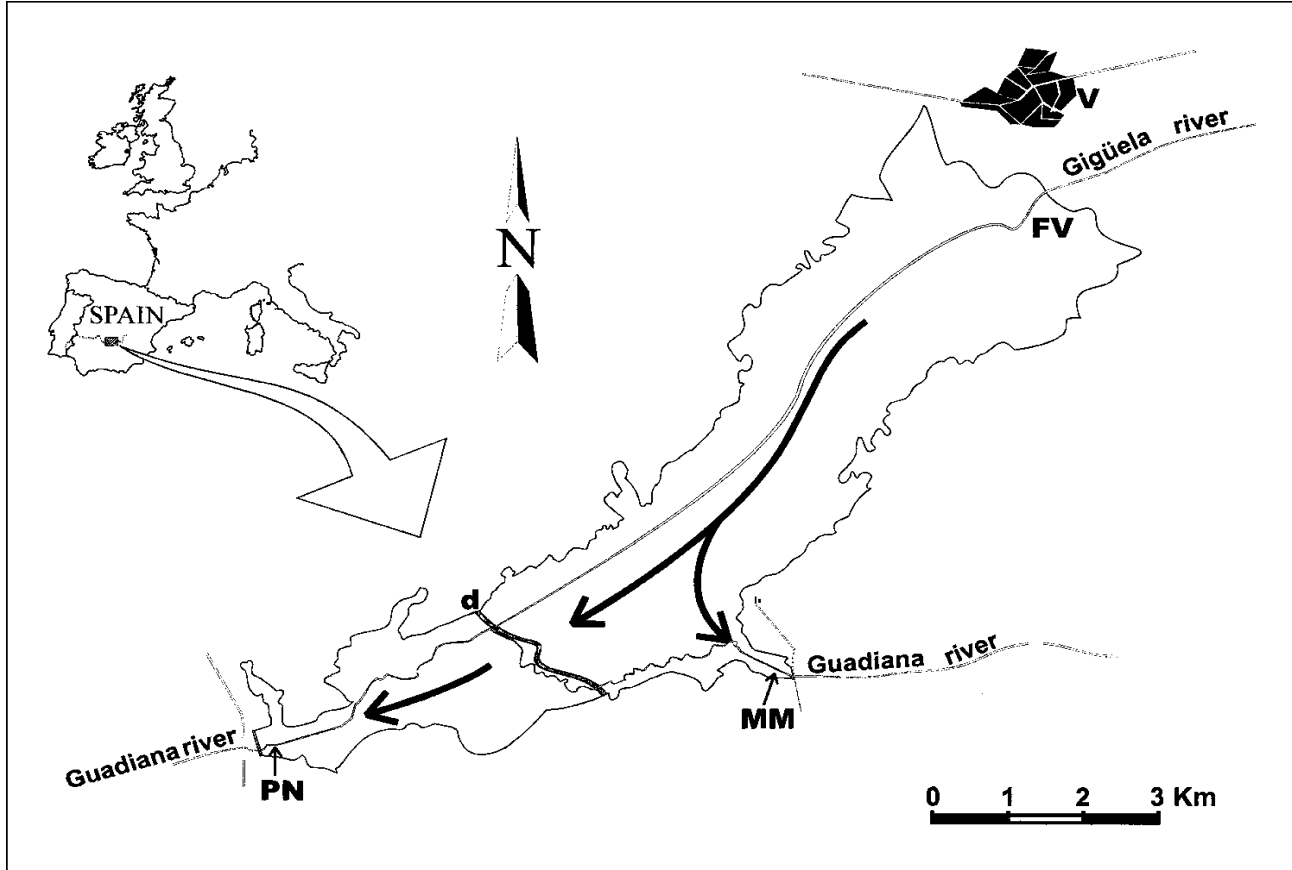 V
Gigüela river
FV
SPAIN
N
d
Guadiana river
MM
Guadiana river
PN
0 1 2 3 Km